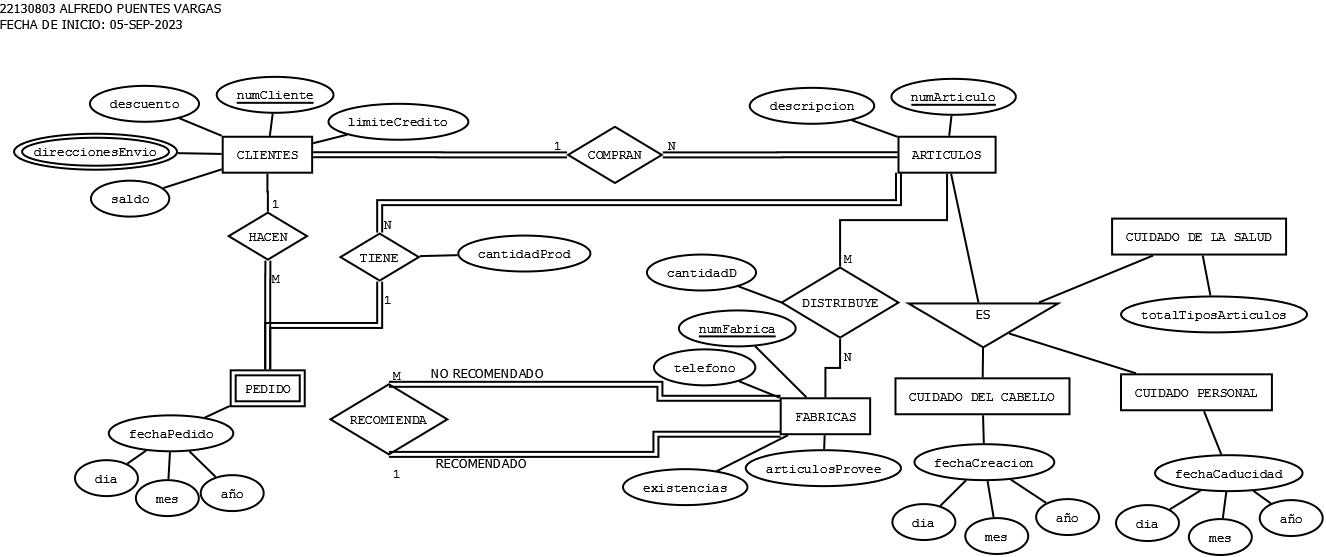 22130803 ALFREDO PUENTES VARGAS
FECHA DE INICIO: 05-SEP-2023
descuento
numCliente
limiteCredito
direccionesEnvio
CLIENTES
saldo
1
COMPRAN
N
descripcion
numArticulo
ARTICULOS
1
HACEN
M
N
TIENE
cantidadProd
1
M
cantidadD
DISTRIBUYE
N
CUIDADO DE LA SALUD
totalTiposArticulos
ES
numFabrica
telefono
PEDIDO
fechaPedido
dia
mes
año
M
NO RECOMENDADO
RECOMIENDA
RECOMENDADO
1
FABRICAS
existencias
articulosProvee
CUIDADO DEL CABELLO
fechaCreacion
dia
mes
año
CUIDADO PERSONAL
fechaCaducidad
dia
mes
año